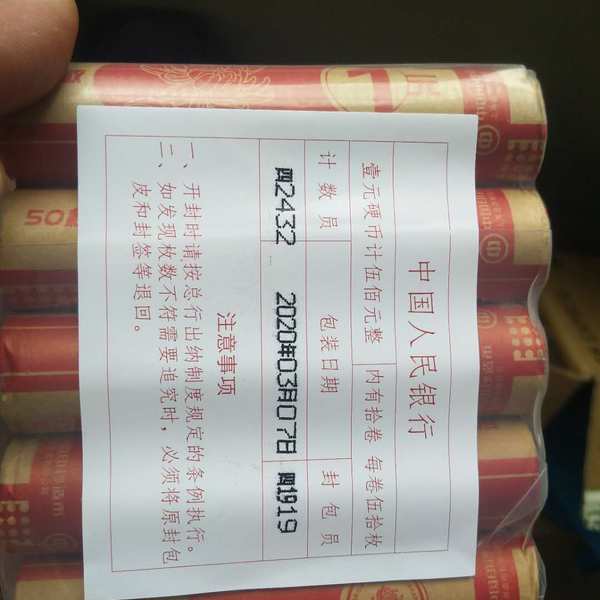 中国人民银行
壹元硬币计伍佰元整 内有拾卷 每卷伍拾枚
计数员 包装日期 封包员
四2432 2020年03月07日 四1919
注意事项
一、开封时请按总行出纳制度规定的条例执行。
二、如发现枚数不符需要追究时，必须将原封包
皮和封签等退回。
1元
50